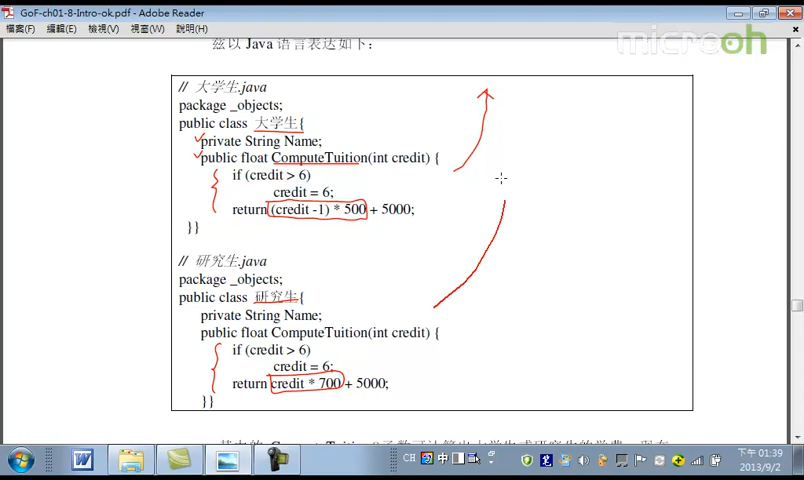 GoF-ch01-8-Intro-ok.pdf - Adobe Reader
檔案(F) 編輯(E) 檢視(V) 視窗(W) 說明(H)
microoh
兹以 Java 语言表达如下：
// 大学生.java
package _objects;
public class 大学生{
private String Name;
public float ComputeTuition(int credit) {
if (credit > 6)
credit = 6;
return (credit -1) * 500 + 5000;
}}
// 研究生.java
package _objects;
public class 研究生{
private String Name;
public float ComputeTuition(int credit) {
if (credit > 6)
credit = 6;
return credit * 700 + 5000;
}}
CH 中
下午 01:39
2013/9/2